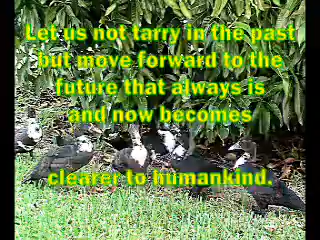 Let us not tarry in the past
but move forward to the
future that always is
and now becomes
clearer to humankind.